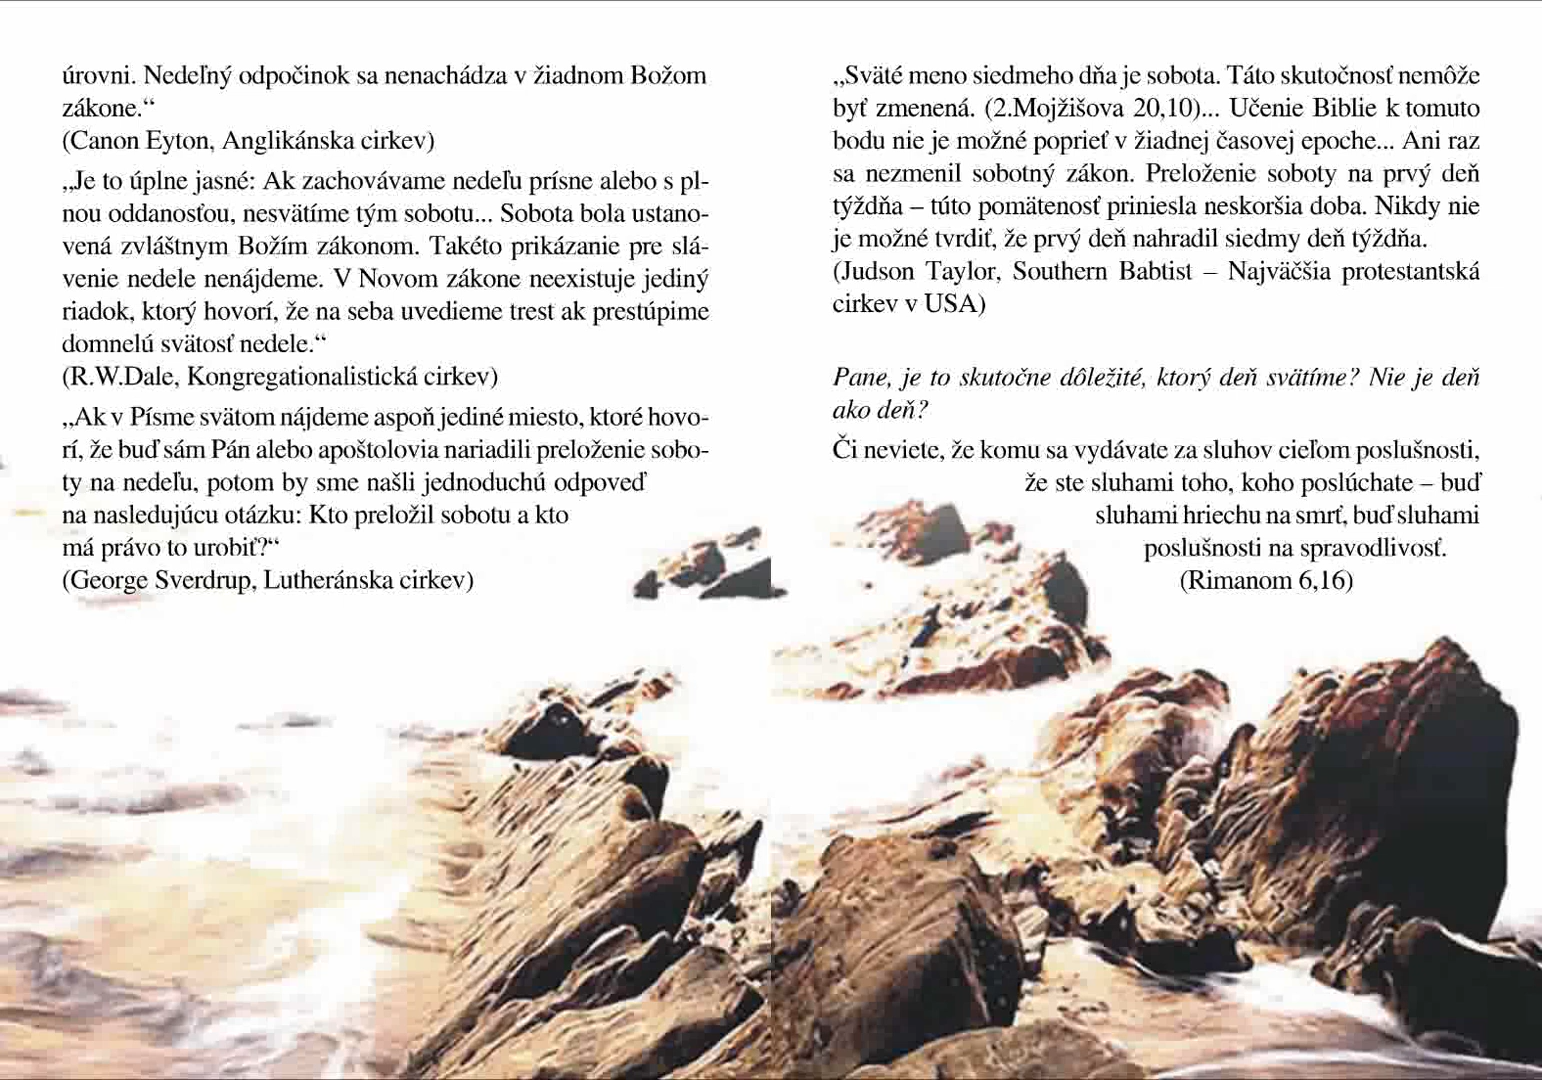 úrovni. Nedeľný odpočinok sa nenachádza v žiadnom Božom
zákone.“
(Canon Eyton, Anglikánska cirkev)
„Je to úplne jasné: Ak zachovávame nedeľu prísne alebo s pl-
nou oddanosťou, nesvätíme tým sobotu... Sobota bola ustano-
vená zvláštnym Božím zákonom. Takéto prikázanie pre slá-
venie nedele nenájdeme. V Novom zákone neexistuje jediný
riadok, ktorý hovorí, že na seba uvedieme trest ak prestúpime
domnelú svätosť nedele.“
(R.W.Dale, Kongregationalistická cirkev)
„Ak v Písme svätom nájdeme aspoň jediné miesto, ktoré hovo-
rí, že buď sám Pán alebo apoštolovia nariadili preloženie sobo-
ty na nedeľu, potom by sme našli jednoduchú odpoveď
na nasledujúcu otázku: Kto preložil sobotu a kto
má právo to urobiť?“
(George Sverdrup, Lutheránska cirkev)
„Sväté meno siedmeho dňa je sobota. Táto skutočnosť nemôže
byť zmenená. (2.Mojžišova 20,10)... Učenie Biblie k tomuto
bodu nie je možné poprieť v žiadnej časovej epoche... Ani raz
sa nezmenil sobotný zákon. Preloženie soboty na prvý deň
týždňa – túto pomätenosť priniesla neskoršia doba. Nikdy nie
je možné tvrdiť, že prvý deň nahradil siedmy deň týždňa.
(Judson Taylor, Southern Babtist – Najväčšia protestantská
cirkev v USA)
Pane, je to skutočne dôležité, ktorý deň svätíme? Nie je deň
ako deň?
Či neviete, že komu sa vydávate za sluhov cieľom poslušnosti,
že ste sluhami toho, koho poslúchate – buď
sluhami hriechu na smrť, buď sluhami
poslušnosti na spravodlivosť.
(Rimanom 6,16)